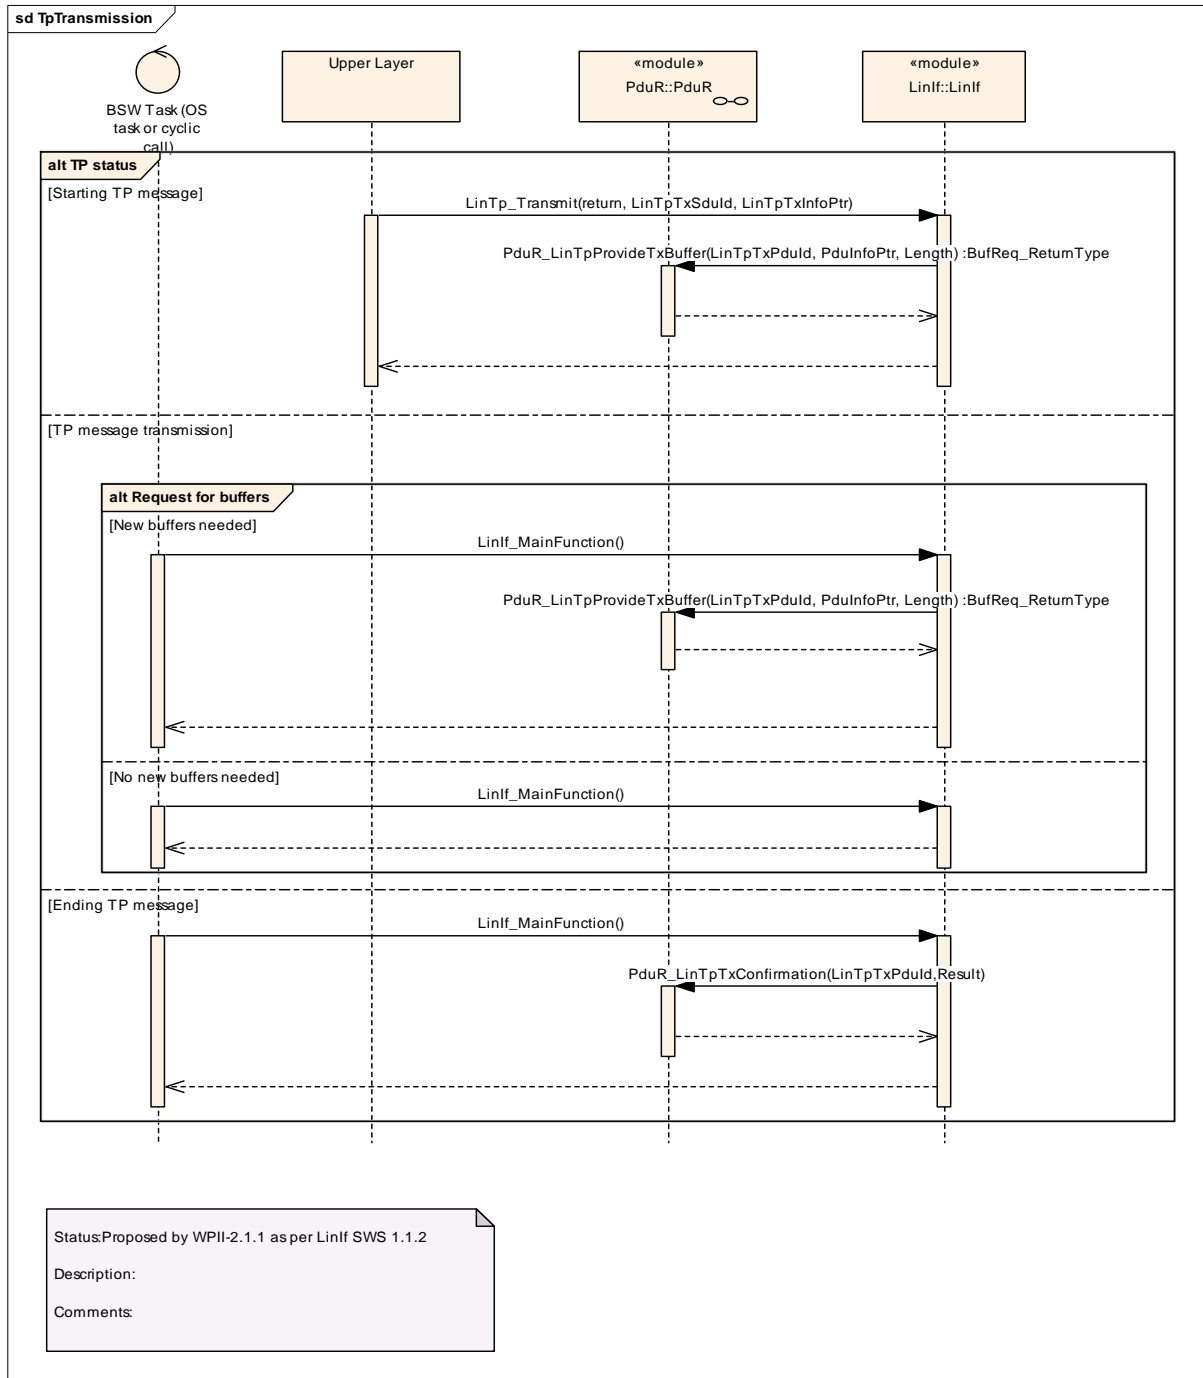 sd TpTransmission
BSW Task (OS
task or cyclic
call)
Upper Layer
«module»
PduR::PduR
«module»
LinIf::LinIf
alt TP status
[Starting TP message]
LinTp_Transmit(return, LinTpTxSduId, LinTpTxInfoPtr)
PduR_LinTpProvideTxBuffer(LinTpTxPduId, PduInfoPtr, Length) :BufReq_ReturnType
[TP message transmission]
alt Request for buffers
[New buffers needed]
LinIf_MainFunction()
PduR_LinTpProvideTxBuffer(LinTpTxPduId, PduInfoPtr, Length) :BufReq_ReturnType
[No new buffers needed]
LinIf_MainFunction()
[Ending TP message]
LinIf_MainFunction()
PduR_LinTpTxConfirmation(LinTpTxPduId,Result)
Status:Proposed by WPII-2.1.1 as per LinIf SWS 1.1.2
Description:
Comments: